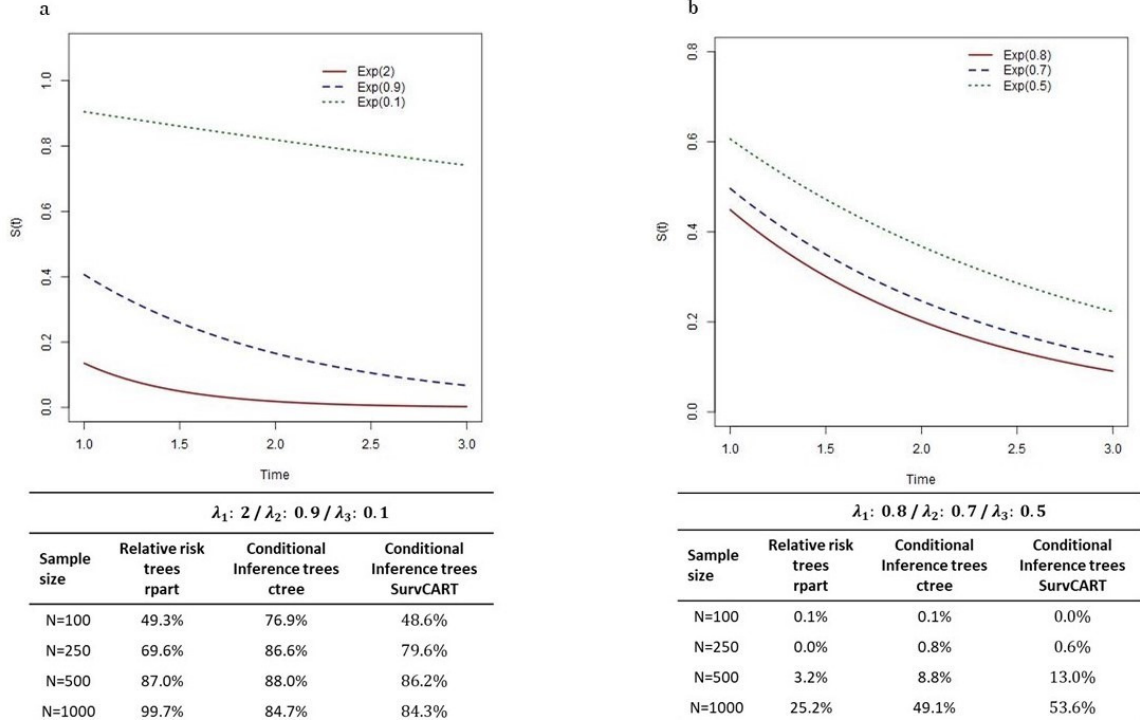 a
1.0
0.8
0.6
0.4
0.2
0.0
S(t)
Exp(2)
Exp(0.9)
Exp(0.1)
1.0 1.5 2.0 2.5 3.0
Time
λ1: 2 / λ2: 0.9 / λ3: 0.1
Sample size
Relative risk trees rpart
Conditional Inference trees ctree
Conditional Inference trees SurvCART
N=100 49.3% 76.9% 48.6%
N=250 69.6% 86.6% 79.6%
N=500 87.0% 88.0% 86.2%
N=1000 99.7% 84.7% 84.3%
b
0.8
0.6
0.4
0.2
0.0
S(t)
Exp(0.8)
Exp(0.7)
Exp(0.5)
1.0 1.5 2.0 2.5 3.0
Time
λ1: 0.8 / λ2: 0.7 / λ3: 0.5
Sample size
Relative risk trees rpart
Conditional Inference trees ctree
Conditional Inference trees SurvCART
N=100 0.1% 0.1% 0.0%
N=250 0.0% 0.8% 0.6%
N=500 3.2% 8.8% 13.0%
N=1000 25.2% 49.1% 53.6%